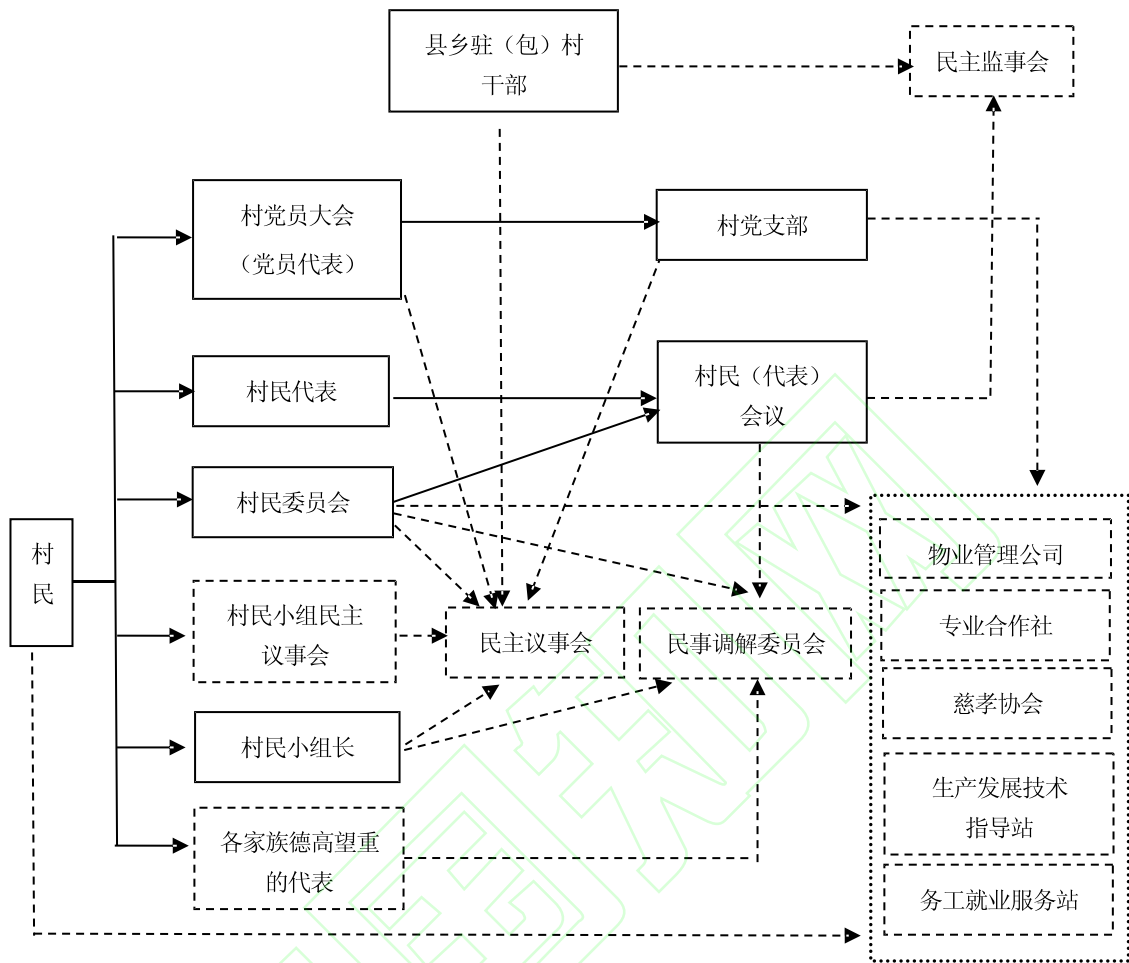 县乡驻（包）村
干部
民主监事会
村党员大会
（党员代表）
村党支部
村民代表
村民（代表）
会议
村民委员会
村
民
村民小组民主
议事会
民主议事会
民事调解委员会
村民小组长
各家族德高望重
的代表
物业管理公司
专业合作社
慈孝协会
生产发展技术
指导站
务工就业服务站